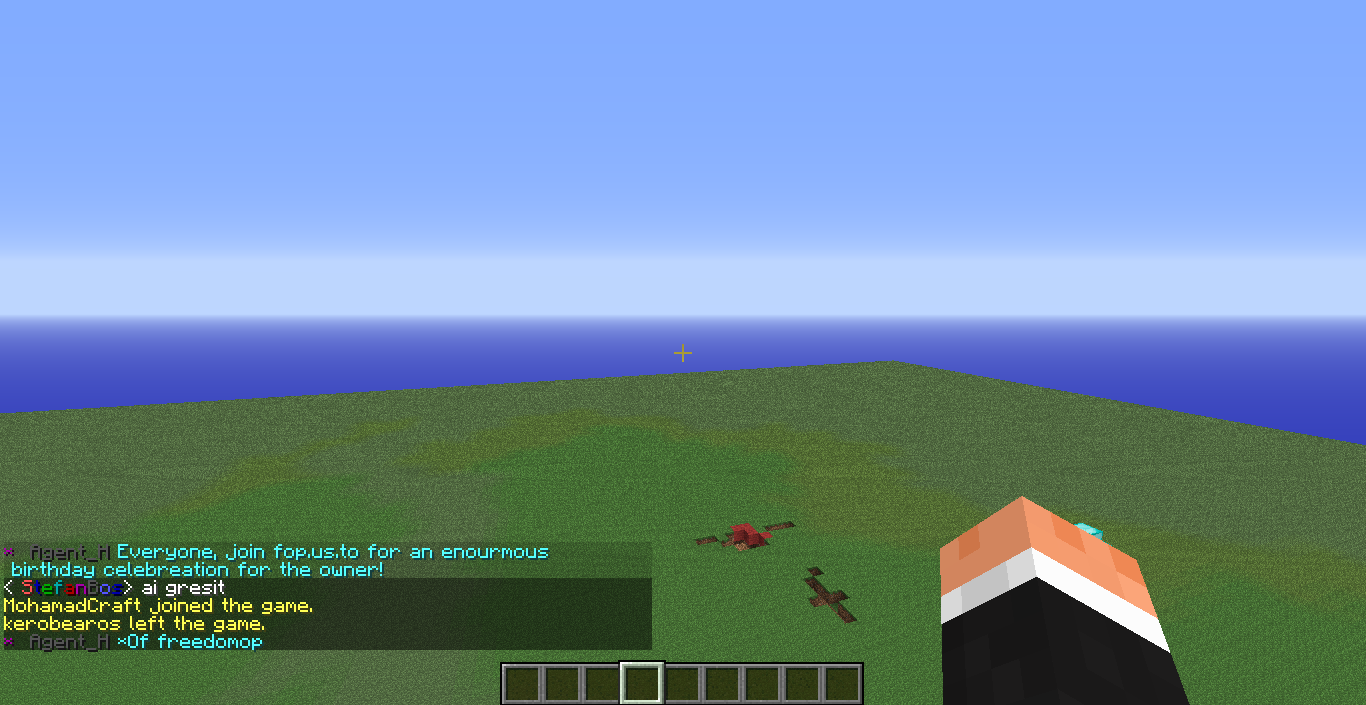 * Agent_H Everyone, join fop.us.to for an enourmous
birthday celebreation for the owner!
< StefanBos> ai gresit
MohamadCraft joined the game.
kerobearos left the game.
* Agent_H *Of freedomop